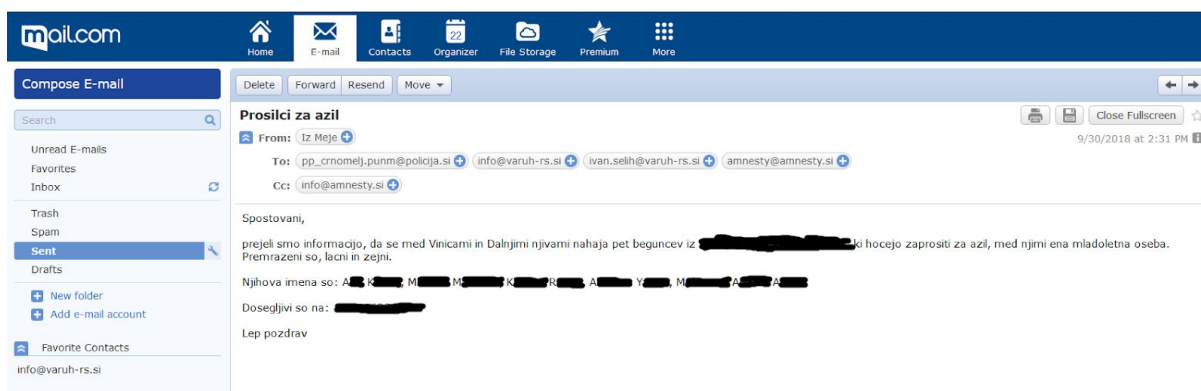 mail.com
Home
E-mail
Contacts
22
Organizer
File Storage
Premium
More
Compose E-mail
Delete Forward Resend Move
Search
Prosilci za azil
Close Fullscreen
From: Iz Meje
9/30/2018 at 2:31 PM
To: pp_crnomelj.punm@policija.si info@varuh-rs.si ivan.selih@varuh-rs.si amnesty@amnesty.si
Cc: info@amnesty.si
Unread E-mails
Favorites
Inbox
Trash
Spam
Sent
Drafts
New folder
Add e-mail account
Favorite Contacts
info@varuh-rs.si
Spostovani,
prejeli smo informacijo, da se med Vinicami in Dalnjimi njivami nahaja pet beguncev iz ki hocejo zaprositi za azil, med njimi ena mladoletna oseba.
Premrazeni so, lacni in zejni.
Njihova imena so: A K , M M , K R , A Y , M A A
Dosegljivi so na:
Lep pozdrav